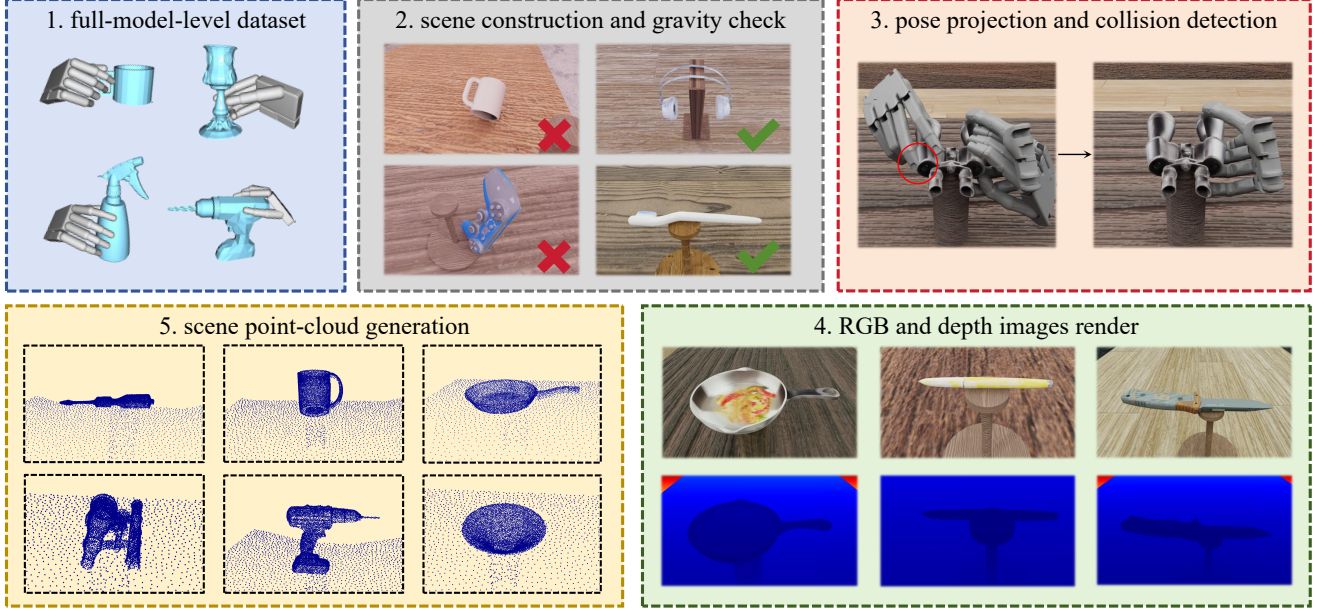 1. full-model-level dataset
2. scene construction and gravity check
3. pose projection and collision detection
5. scene point-cloud generation
4. RGB and depth images render